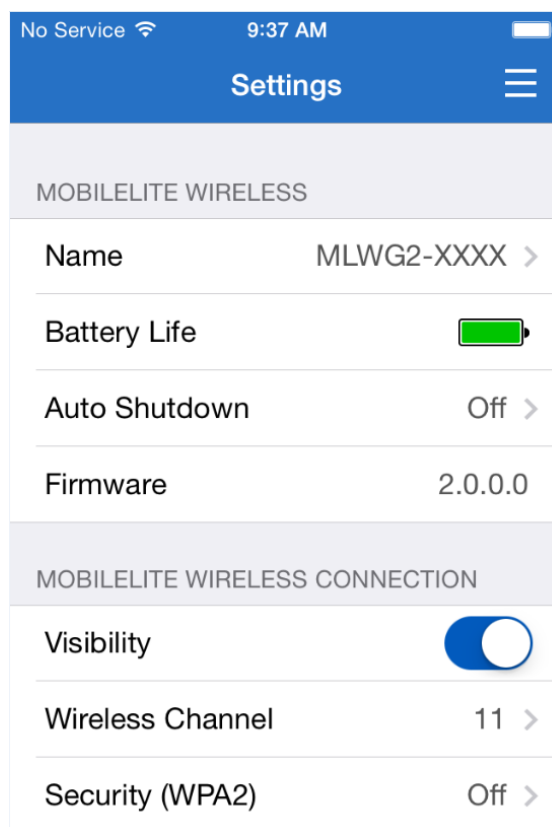 No Service 9:37 AM
Settings
MOBILELITE WIRELESS
Name MLWG2-XXXX
Battery Life
Auto Shutdown Off
Firmware 2.0.0.0
MOBILELITE WIRELESS CONNECTION
Visibility
Wireless Channel 11
Security (WPA2) Off